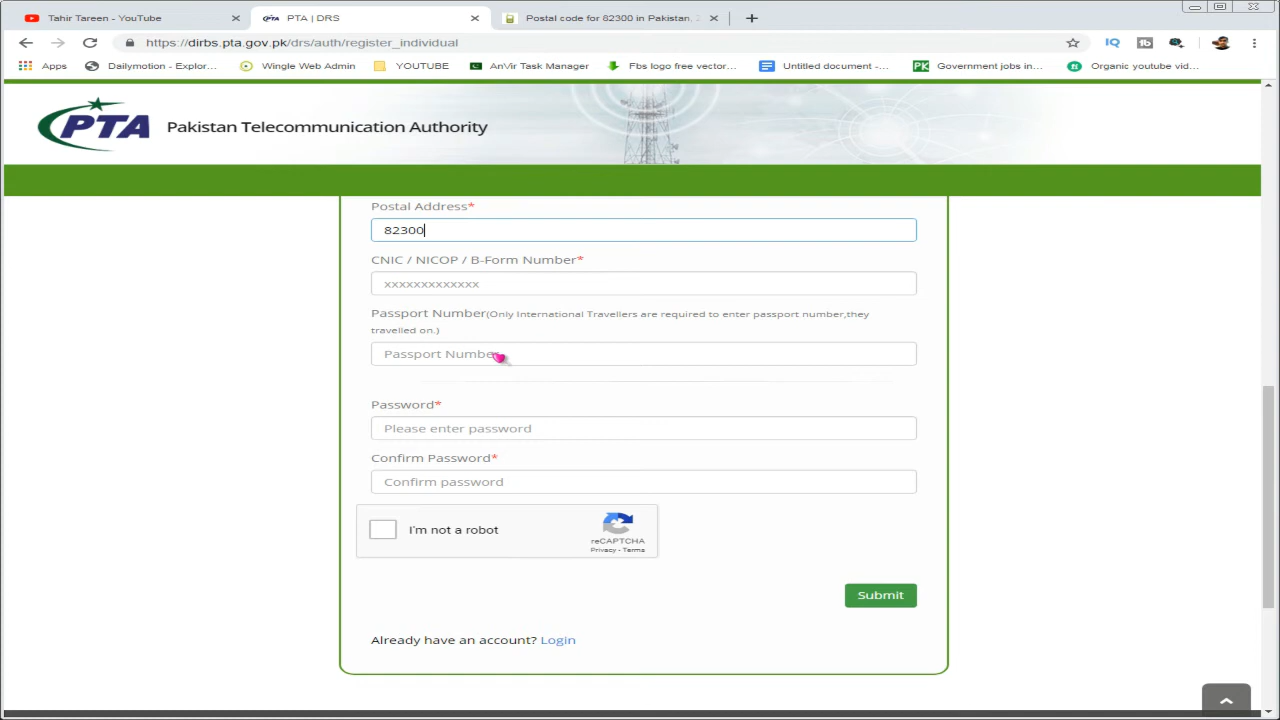 Tahir Tareen - YouTube
PTA | DRS
Postal code for 82300 in Pakistan.
https://dirbs.pta.gov.pk/drs/auth/register_individual
Apps
Dailymotion - Explor...
Wingle Web Admin
YOUTUBE
AnVir Task Manager
Fbs logo free vector...
Untitled document -...
Government jobs in...
Organic youtube vid...
PTA
Pakistan Telecommunication Authority
Postal Address*
82300
CNIC / NICOP / B-Form Number*
xxxxxxxxxxxxx
Passport Number(Only International Travellers are required to enter passport number,they
travelled on.)
Passport Number
Password*
Please enter password
Confirm Password*
Confirm password
I'm not a robot
reCAPTCHA
Privacy - Terms
Submit
Already have an account? Login